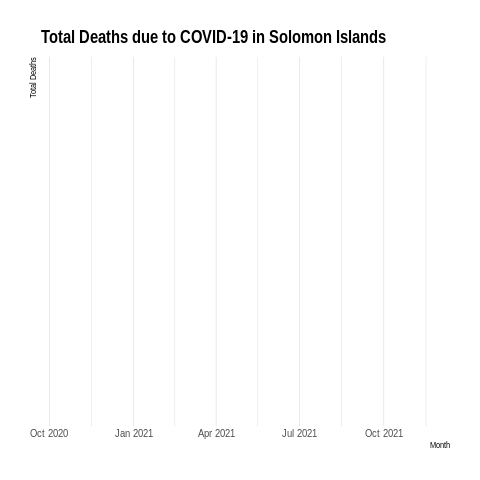 Total Deaths due to COVID-19 in Solomon Islands
Total Deaths
Oct 2020 Jan 2021 Apr 2021 Jul 2021 Oct 2021
Month